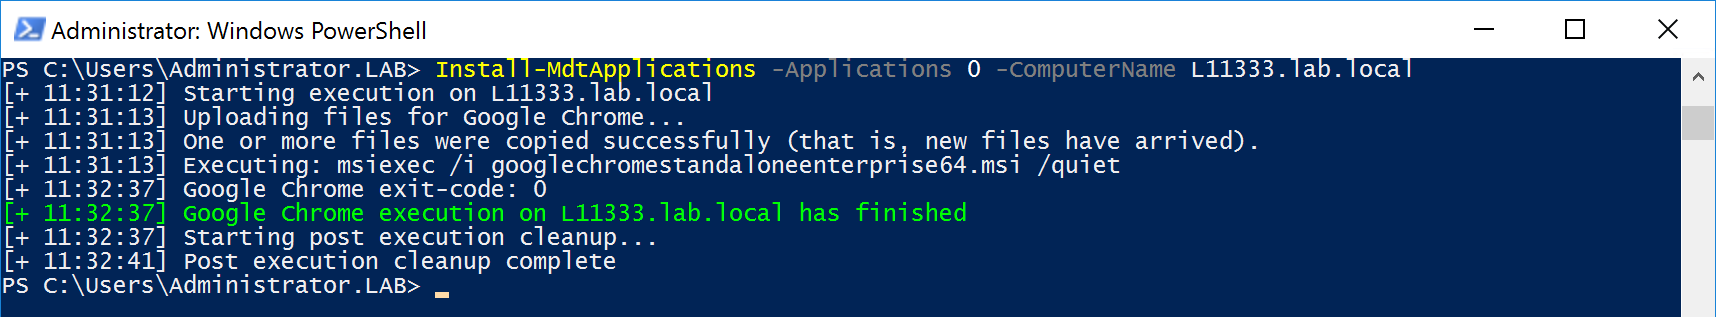 Administrator: Windows PowerShell
PS C:\Users\Administrator.LAB> Install-MdtApplications -Applications 0 -ComputerName L11333.lab.local
[+ 11:31:12] Starting execution on L11333.lab.local
[+ 11:31:13] Uploading files for Google Chrome...
[+ 11:31:13] One or more files were copied successfully (that is, new files have arrived).
[+ 11:31:13] Executing: msiexec /i googlechromestandaloneenterprise64.msi /quiet
[+ 11:32:37] Google Chrome exit-code: 0
[+ 11:32:37] Google Chrome execution on L11333.lab.local has finished
[+ 11:32:37] Starting post execution cleanup...
[+ 11:32:41] Post execution cleanup complete
PS C:\Users\Administrator.LAB>